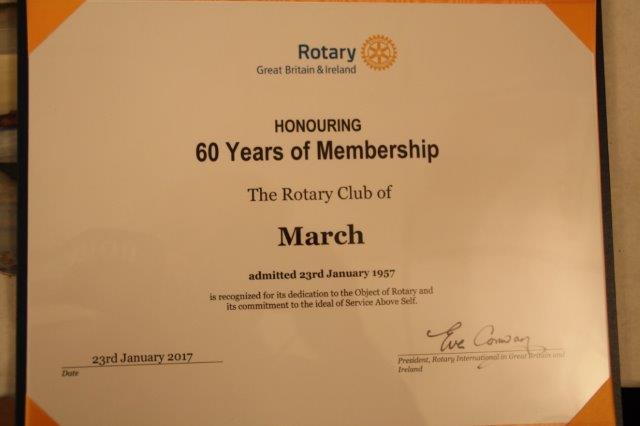 Rotary
Great Britain & Ireland
HONOURING
60 Years of Membership
The Rotary Club of
March
admitted 23rd January 1957
is recognized for its dedication to the Object of Rotary and
its commitment to the ideal of Service Above Self.
Eve Conway
23rd January 2017
Date
President, Rotary International in Great Britain and
Ireland